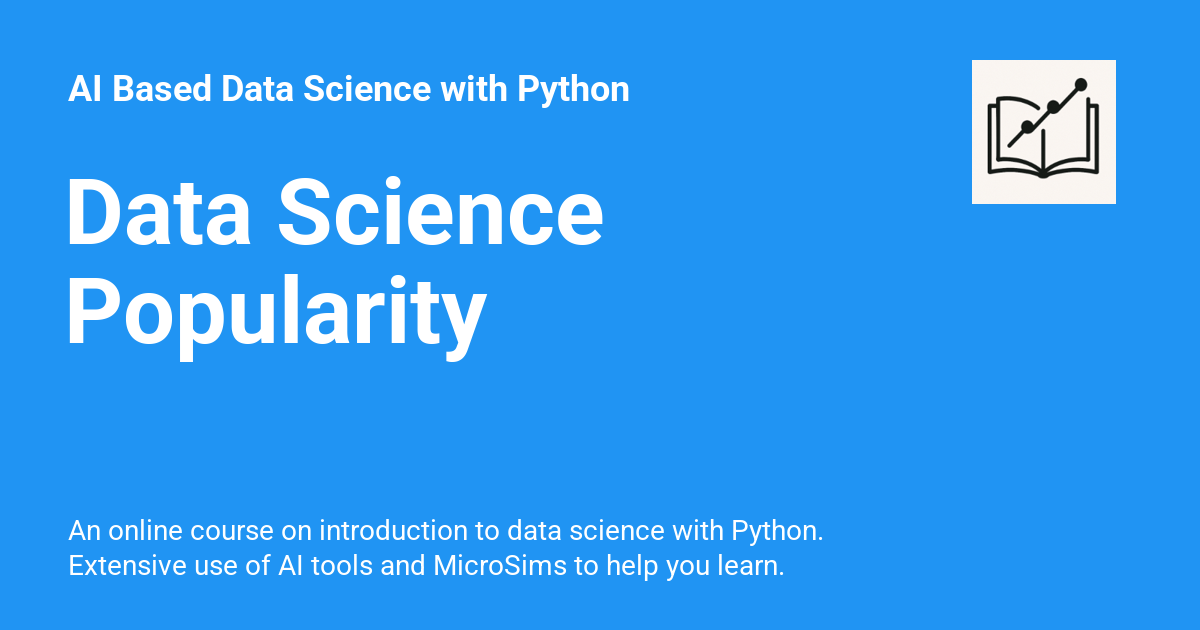 AI Based Data Science with Python
Data Science
Popularity
An online course on introduction to data science with Python.
Extensive use of AI tools and MicroSims to help you learn.